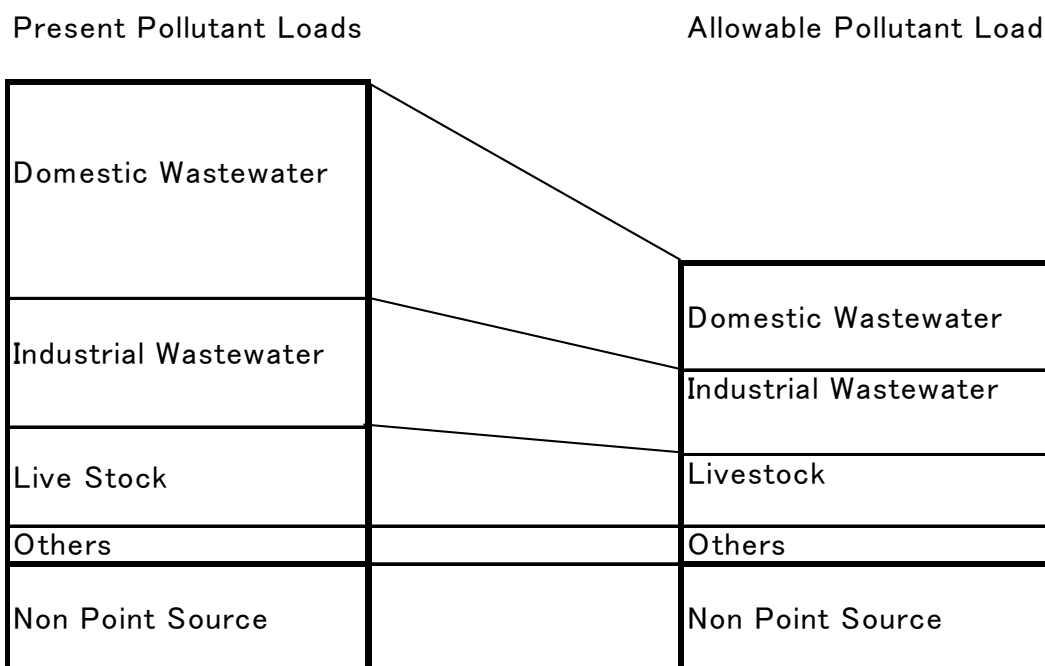 Present Pollutant Loads
Allowable Pollutant Load
Domestic Wastewater
Industrial Wastewater
Live Stock
Others
Non Point Source
Domestic Wastewater
Industrial Wastewater
Livestock
Others
Non Point Source